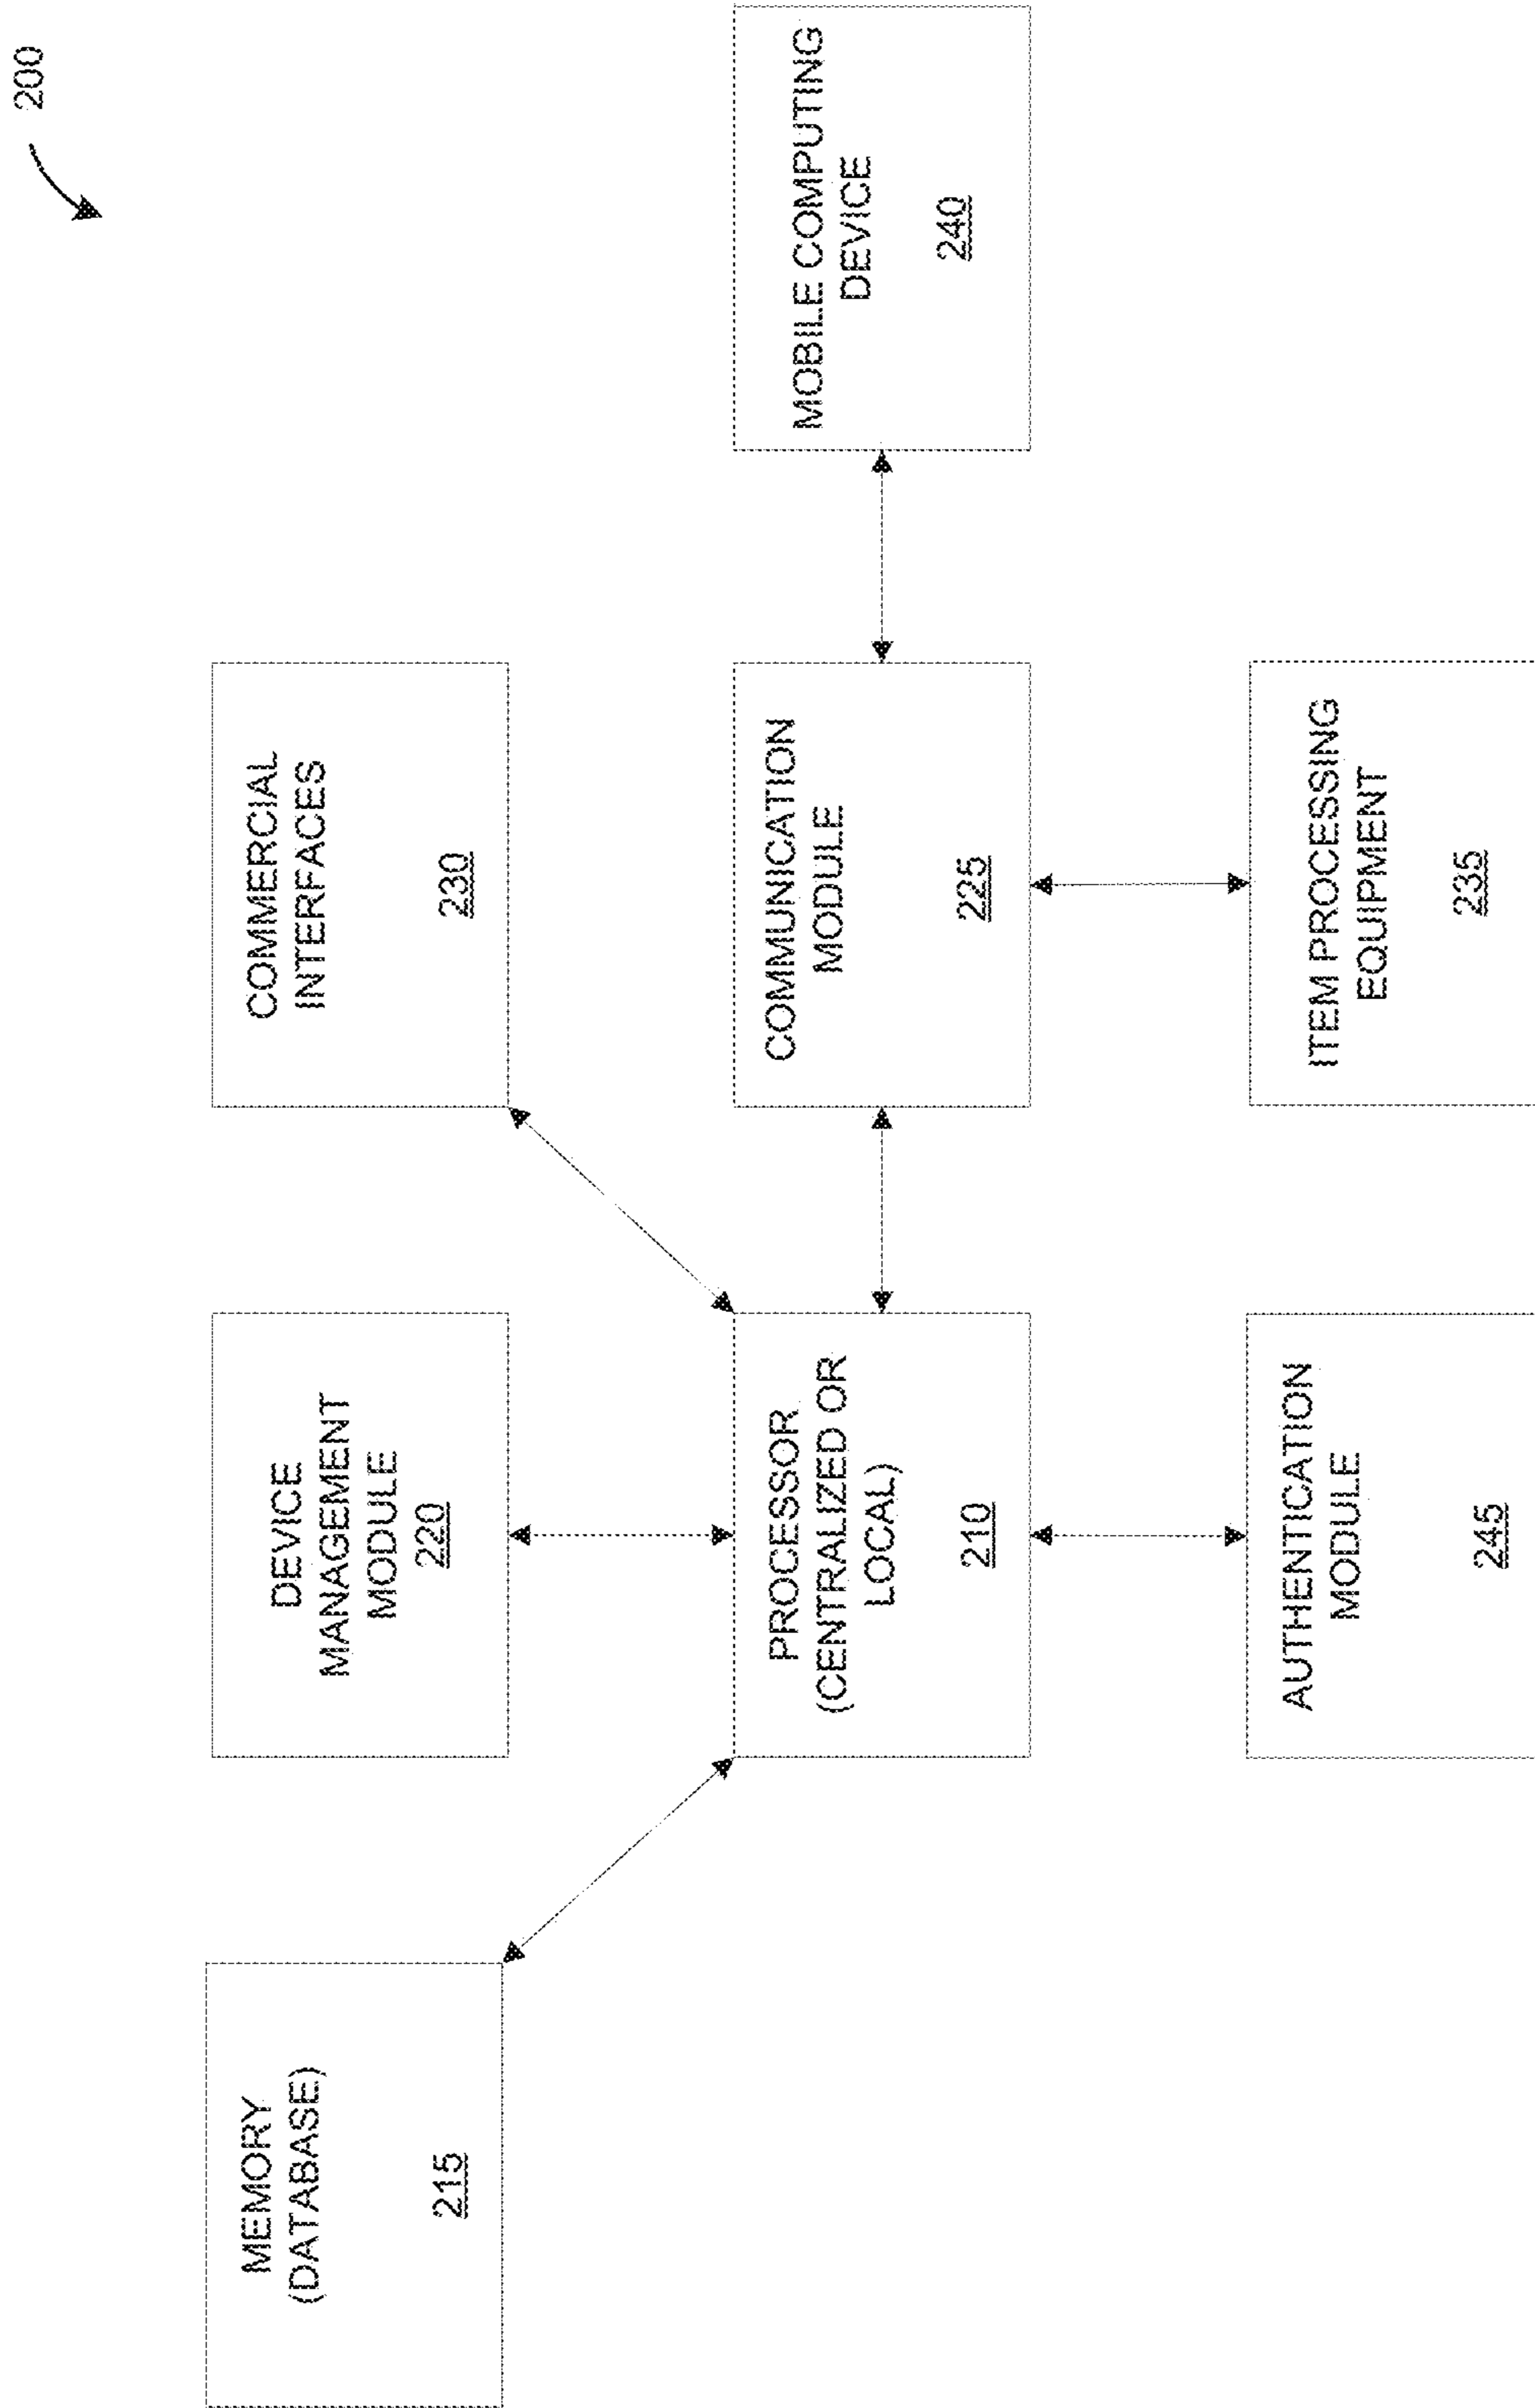 200
MEMORY
(DATABASE)
215
DEVICE
MANAGEMENT
MODULE
220
COMMERCIAL
INTERFACES
230
PROCESSOR
(CENTRALIZED OR
LOCAL)
210
COMMUNICATION
MODULE
225
MOBILE COMPUTING
DEVICE
240
AUTHENTICATION
MODULE
245
ITEM PROCESSING
EQUIPMENT
235